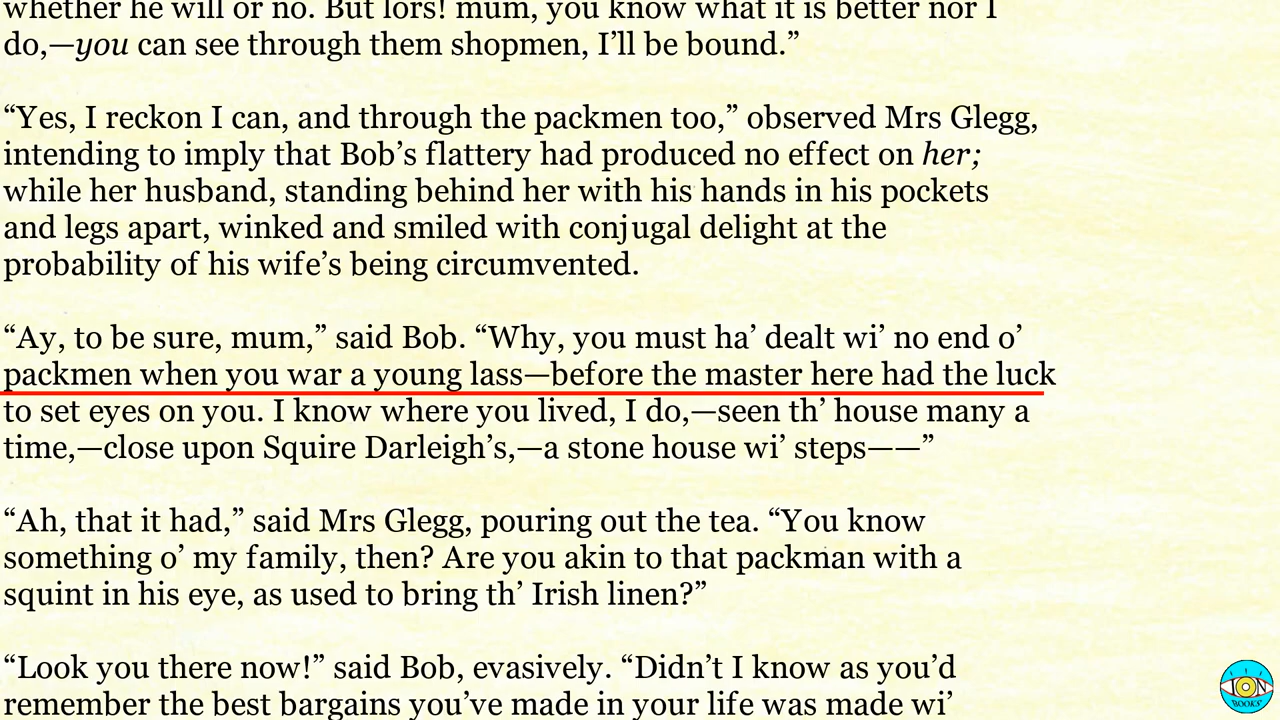 whether he will or no. But lors! mum, you know what it is better nor I
do,—you can see through them shopmen, I’ll be bound.”
“Yes, I reckon I can, and through the packmen too,” observed Mrs Glegg,
intending to imply that Bob’s flattery had produced no effect on her;
while her husband, standing behind her with his hands in his pockets
and legs apart, winked and smiled with conjugal delight at the
probability of his wife’s being circumvented.
“Ay, to be sure, mum,” said Bob. “Why, you must ha’ dealt wi’ no end o’
packmen when you war a young lass—before the master here had the luck
to set eyes on you. I know where you lived, I do,—seen th’ house many a
time,—close upon Squire Darleigh’s,—a stone house wi’ steps——”
“Ah, that it had,” said Mrs Glegg, pouring out the tea. “You know
something o’ my family, then? Are you akin to that packman with a
squint in his eye, as used to bring th’ Irish linen?”
“Look you there now!” said Bob, evasively. “Didn’t I know as you’d
remember the best bargains you’ve made in your life was made wi’
ION
BOOKS